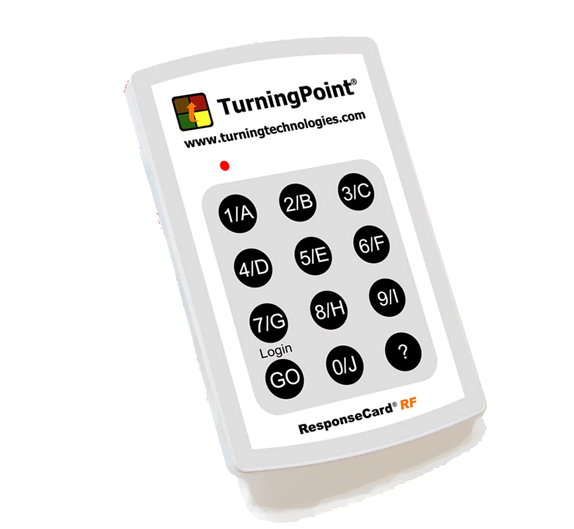 TurningPoint®
www.turningtechnologies.com
1/A 2/B 3/C
4/D 5/E 6/F
7/G 8/H 9/I
Login
GO 0/J ?
ResponseCard® RF